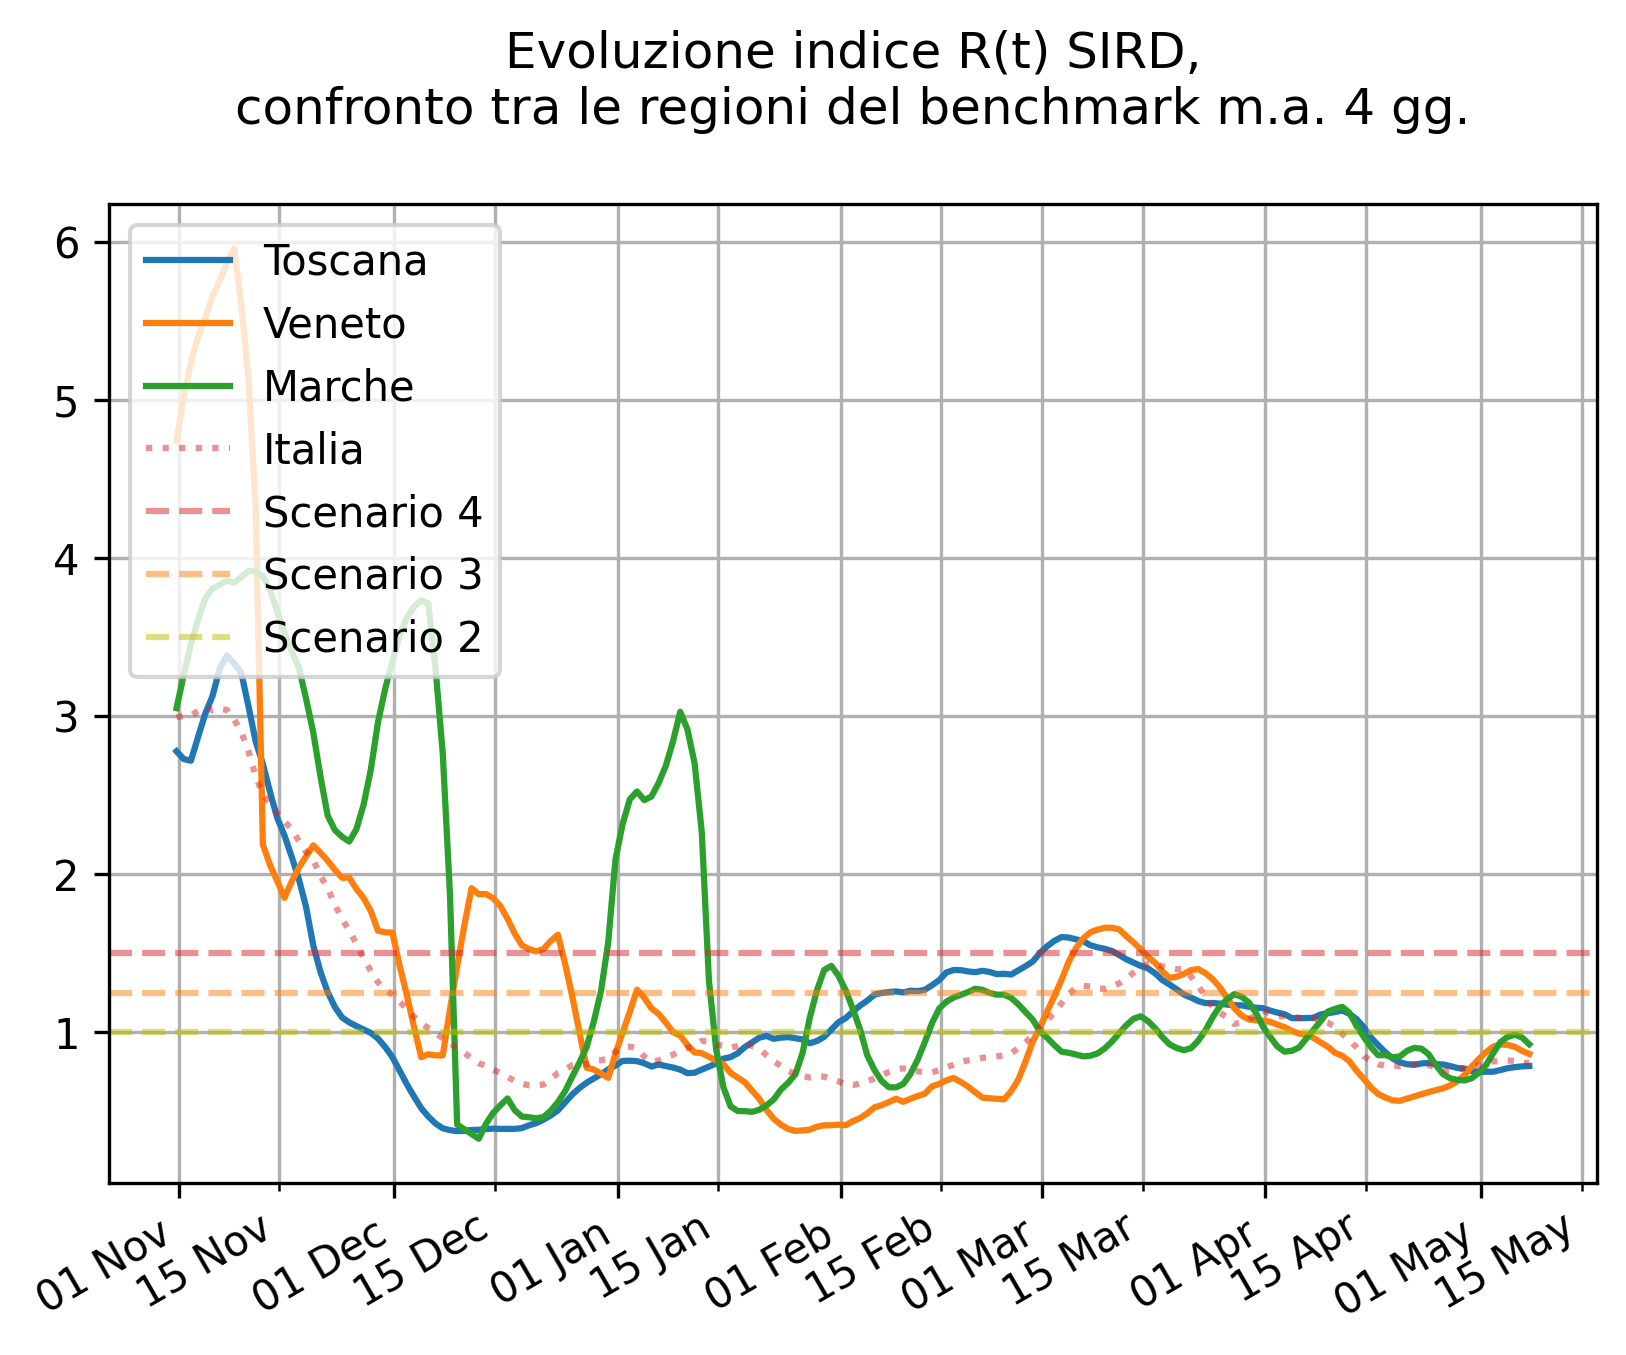 Evoluzione indice R(t) SIRD,
confronto tra le regioni del benchmark m.a. 4 gg.
6
5
4
3
2
1
Toscana
Veneto
Marche
Italia
Scenario 4
Scenario 3
Scenario 2
01 Nov
15 Nov
01 Dec
15 Dec
01 Jan
15 Jan
01 Feb
15 Feb
01 Mar
15 Mar
01 Apr
15 Apr
01 May
15 May